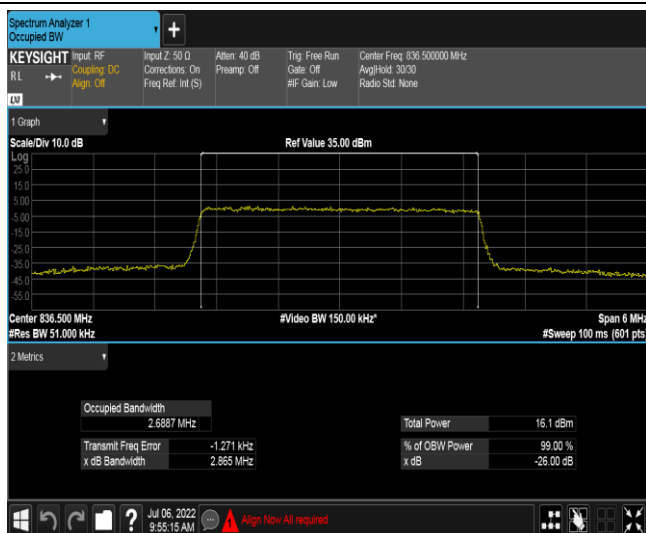 Spectrum Analyzer 1
Occupied BW
+
KEYSIGHT Input: RF Input Z: 50 Ω Atten: 40 dB Trig: Free Run Center Freq: 836.500000 MHz
RL Coupling: DC Corrections: On Preamp: Off Gate: Off Avg|Hold: 30/30
Align: Off Freq Ref: Int (S) #IF Gain: Low Radio Std: None
LXI
1 Graph
Scale/Div 10.0 dB Ref Value 35.00 dBm
Log
25.0
15.0
5.00
-5.00
-15.0
-25.0
-35.0
-45.0
-55.0
Center 836.500 MHz #Video BW 150.00 kHz* Span 6 MHz
#Res BW 51.000 kHz #Sweep 100 ms (601 pts)
2 Metrics
Occupied Bandwidth
2.6887 MHz Total Power 16.1 dBm
Transmit Freq Error -1.271 kHz % of OBW Power 99.00 %
x dB Bandwidth 2.865 MHz x dB -26.00 dB
? Jul 06, 2022
9:55:15 AM Align Now All required